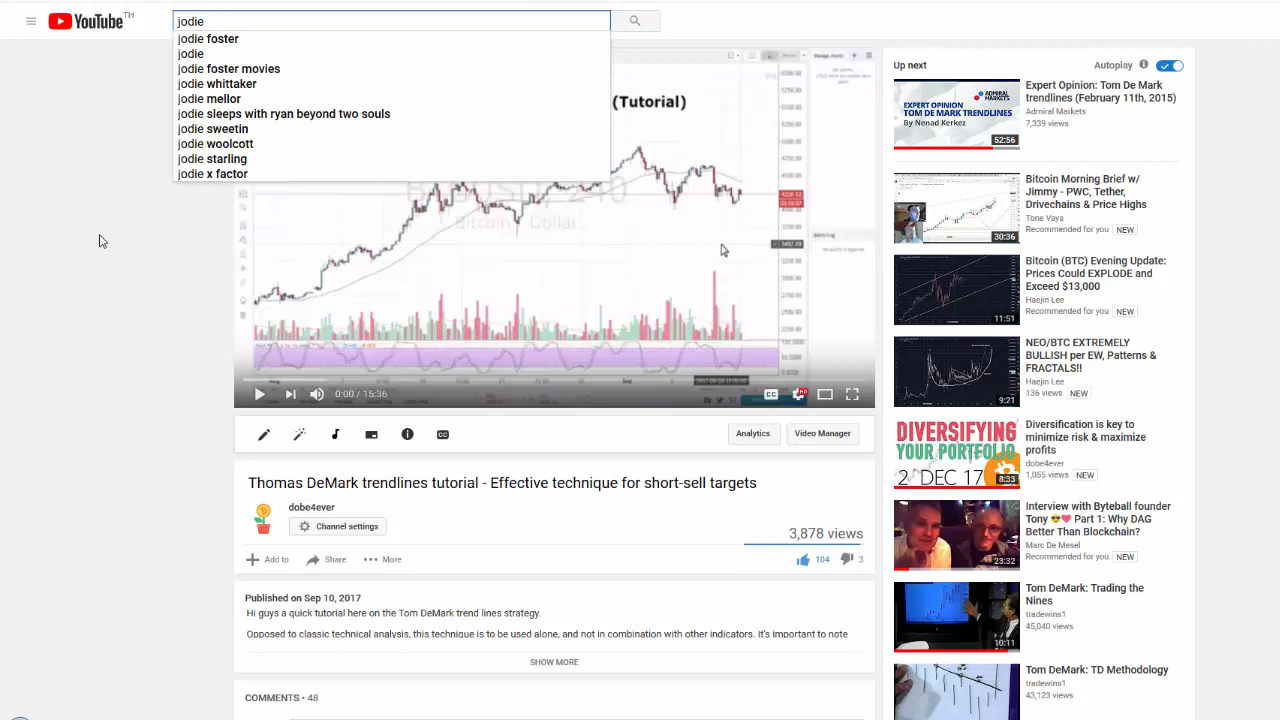 YouTube TH
jodie
jodie foster
jodie
jodie foster movies
jodie whittaker
jodie mellor
jodie sleeps with ryan beyond two souls
jodie sweetin
jodie woolcott
jodie starling
jodie x factor
(Tutorial)
Bitcoin Dollar
0:00 / 15:36
CC
HD
Analytics
Video Manager
Thomas DeMark trendlines tutorial - Effective technique for short-sell targets
dobe4ever
Channel settings
3,878 views
Add to
Share
More
104
3
Published on Sep 10, 2017
Hi guys a quick tutorial here on the Tom DeMark trend lines strategy.
Opposed to classic technical analysis, this technique is to be used alone, and not in combination with other indicators. It's important to note
SHOW MORE
COMMENTS • 48
Up next
Autoplay
EXPERT OPINION
TOM DE MARK TRENDLINES
By Nenad Kerkez
ADMIRAL MARKETS
52:56
Expert Opinion: Tom De Mark
trendlines (February 11th, 2015)
Admiral Markets
7,339 views
30:36
Bitcoin Morning Brief w/
Jimmy - PWC, Tether,
Drivechains & Price Highs
Tone Vays
Recommended for you NEW
11:51
Bitcoin (BTC) Evening Update:
Prices Could EXPLODE and
Exceed $13,000
Haejin Lee
Recommended for you NEW
9:21
NEO/BTC EXTREMELY
BULLISH per EW, Patterns &
FRACTALS!!
Haejin Lee
136 views NEW
DIVERSIFYING
YOUR PORTFOLIO
2 DEC 17
8:33
Diversification is key to
minimize risk & maximize
profits
dobe4ever
1,055 views NEW
23:32
Interview with Byteball founder
Tony 😎❤️ Part 1: Why DAG
Better Than Blockchain?
Marc De Mesel
Recommended for you NEW
10:11
Tom DeMark: Trading the
Nines
tradewins1
45,040 views
Tom DeMark: TD Methodology
tradewins1
43,123 views